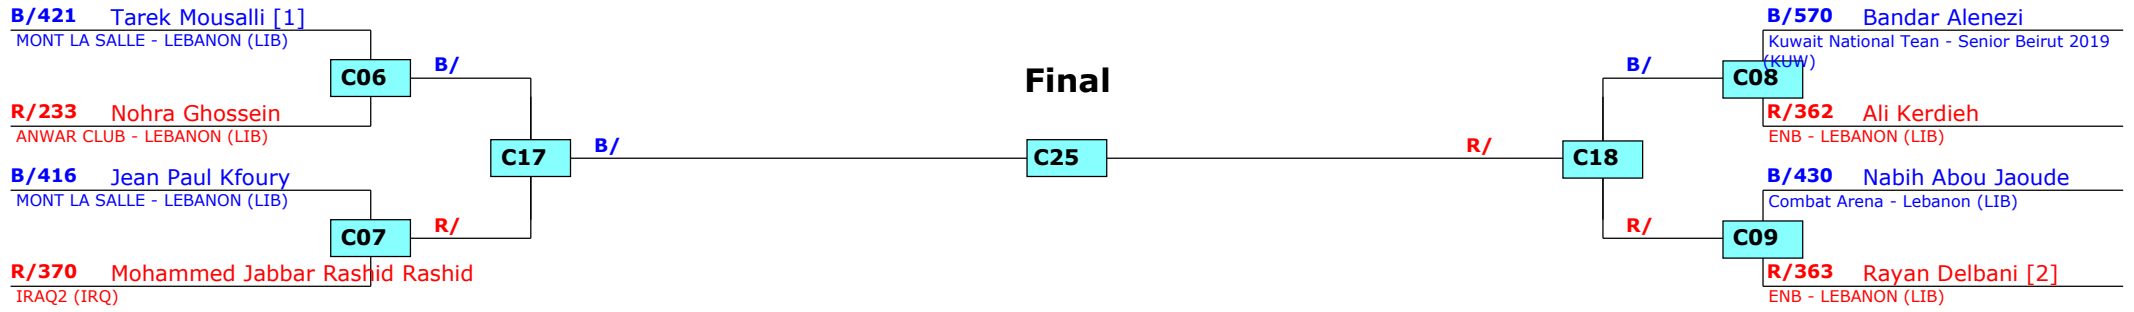 B/421 Tarek Mousalli [1]
MONT LA SALLE - LEBANON (LIB)
C06
B/
R/233 Nohra Ghossein
ANWAR CLUB - LEBANON (LIB)
C17
B/
B/416 Jean Paul Kfoury
MONT LA SALLE - LEBANON (LIB)
C07
R/
R/370 Mohammed Jabbar Rashid Rashid
IRAQ2 (IRQ)
Final
C25
B/570 Bandar Alenezi
Kuwait National Tean - Senior Beirut 2019
(KUW)
B/
C08
R/362 Ali Kerdieh
ENB - LEBANON (LIB)
R/
C18
B/430 Nabih Abou Jaoude
Combat Arena - Lebanon (LIB)
R/
C09
R/363 Rayan Delbani [2]
ENB - LEBANON (LIB)